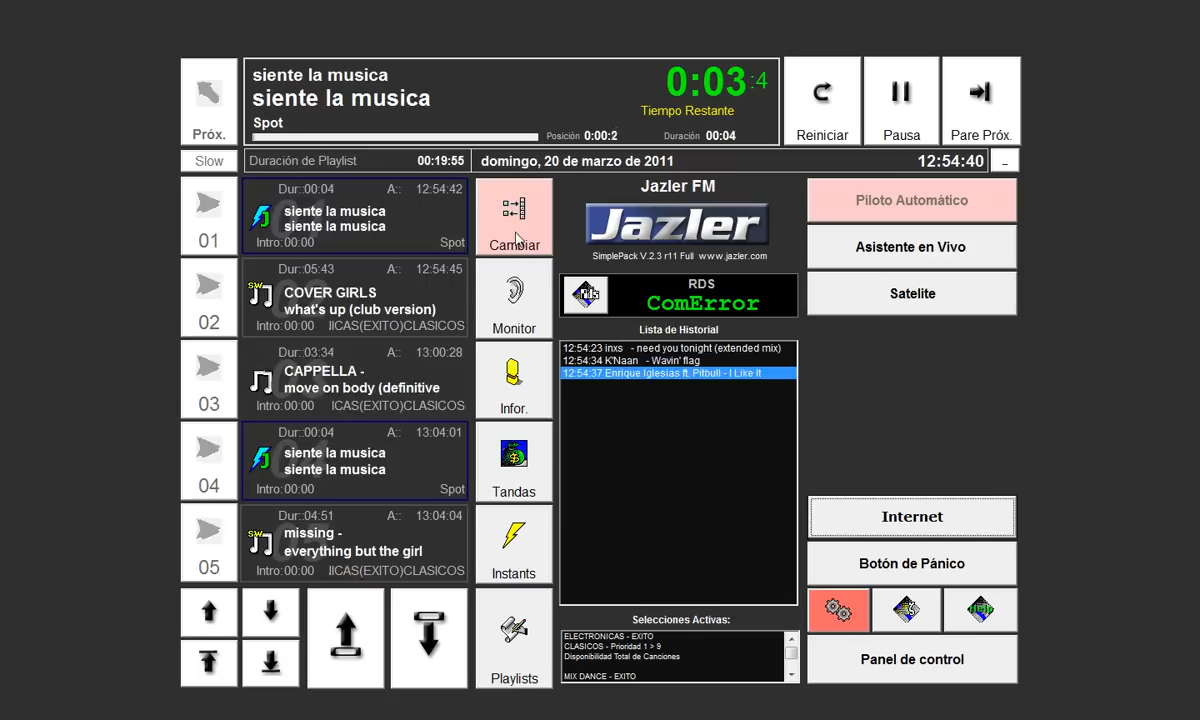 siente la musica
siente la musica
Spot
0:03:4
Tiempo Restante
Posición 0:00:2 Duración 00:04
Próx.
Reiniciar
Pausa
Pare Próx.
Slow
Duración de Playlist 00:19:55
domingo, 20 de marzo de 2011 12:54:40
01
Dur::00:04 A:: 12:54:42
siente la musica
siente la musica
Intro:00:00 Spot
02
Dur::05:43 A:: 12:54:45
SW
COVER GIRLS
what's up (club version)
Intro:00:00 IICAS(EXITO)CLASICOS
03
Dur::03:34 A:: 13:00:28
CAPPELLA -
move on body (definitive
Intro:00:00 ICAS(EXITO)CLASICOS
04
Dur::00:04 A:: 13:04:01
siente la musica
siente la musica
Intro:00:00 Spot
05
Dur::04:51 A:: 13:04:04
SW
missing -
everything but the girl
Intro:00:00 IICAS(EXITO)CLASICOS
Cambiar
Monitor
Infor.
Tandas
Instants
Playlists
Jazler FM
Jazler
SimplePack V.2.3 r11 Full www.jazler.com
RDS
RDS
ComError
Lista de Historial
12:54:23 inxs - need you tonight (extended mix)
12:54:34 K'Naan - Wavin' flag
12:54:37 Enrique Iglesias ft. Pitbull - I Like It
Selecciones Activas:
ELECTRONICAS - EXITO
CLASICOS - Prioridad 1 > 9
Disponibilidad Total de Canciones
MIX DANCE - EXITO
Piloto Automático
Asistente en Vivo
Satelite
Internet
Botón de Pánico
Help
Panel de control